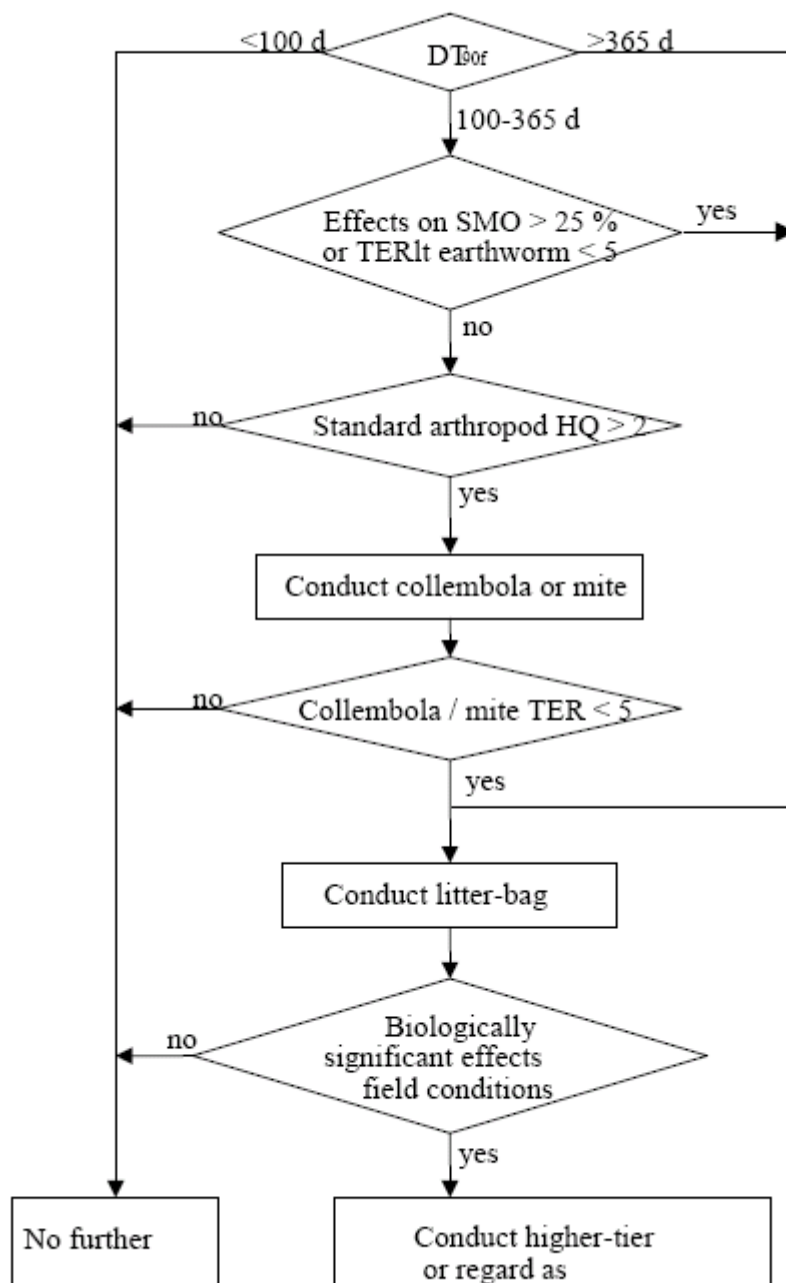 <100 d
DT90f
>365 d
100-365 d
Effects on SMO > 25 %
or TERlt earthworm < 5
yes
no
no
Standard arthropod HQ > 2
yes
Conduct collembola or mite
no
Collembola / mite TER < 5
yes
Conduct litter-bag
no
Biologically
significant effects
field conditions
yes
No further
Conduct higher-tier
or regard as